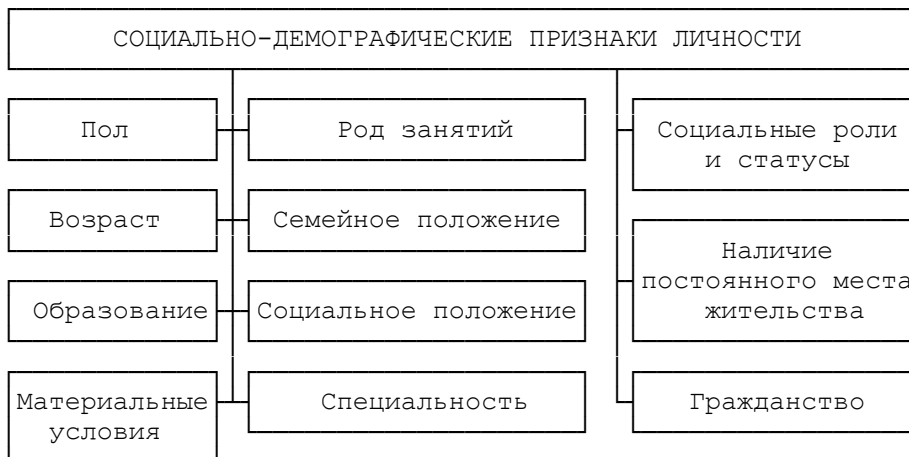 СОЦИАЛЬНО-ДЕМОГРАФИЧЕСКИЕ ПРИЗНАКИ ЛИЧНОСТИ
Пол
Род занятий
Социальные роли
и статусы
Возраст
Семейное положение
Наличие
постоянного места
жительства
Образование
Социальное положение
Материальные
условия
Специальность
Гражданство